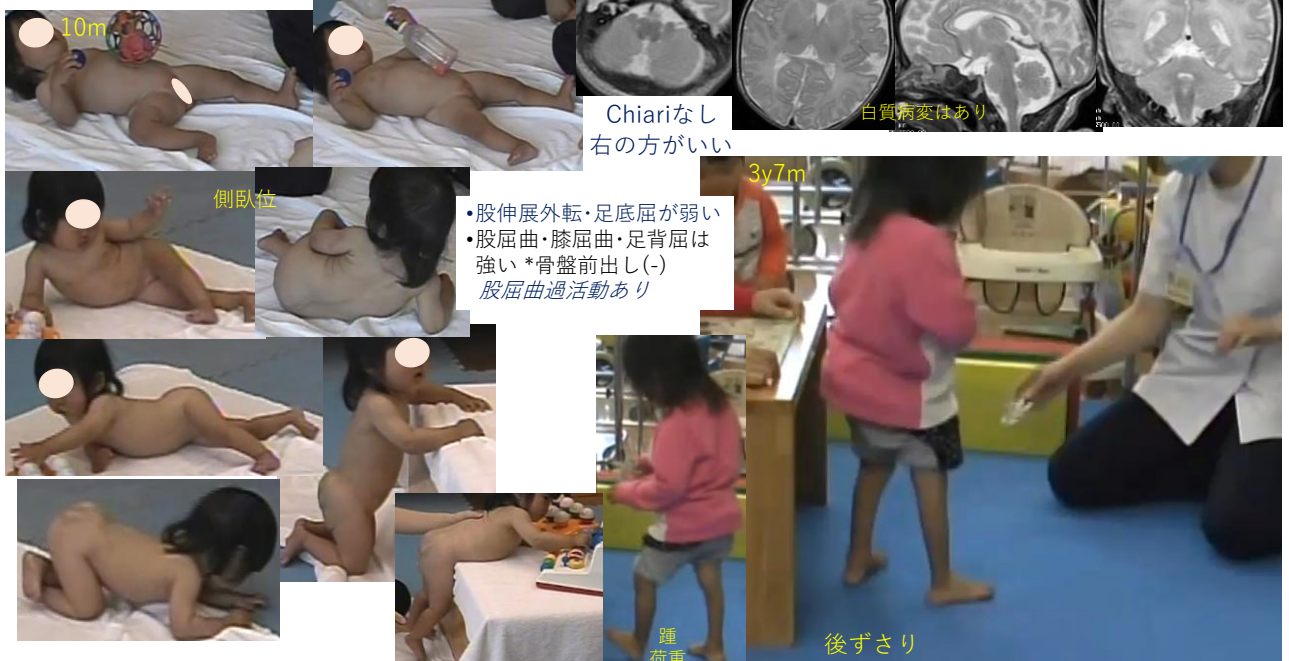 10m
Chiariなし
右の方がいい
白質病変はあり
側臥位
•股伸展外転・足底屈が弱い
•股屈曲・膝屈曲・足背屈は
強い *骨盤前出し(-)
股屈曲過活動あり
3y7m
踵
荷重
後ずさり